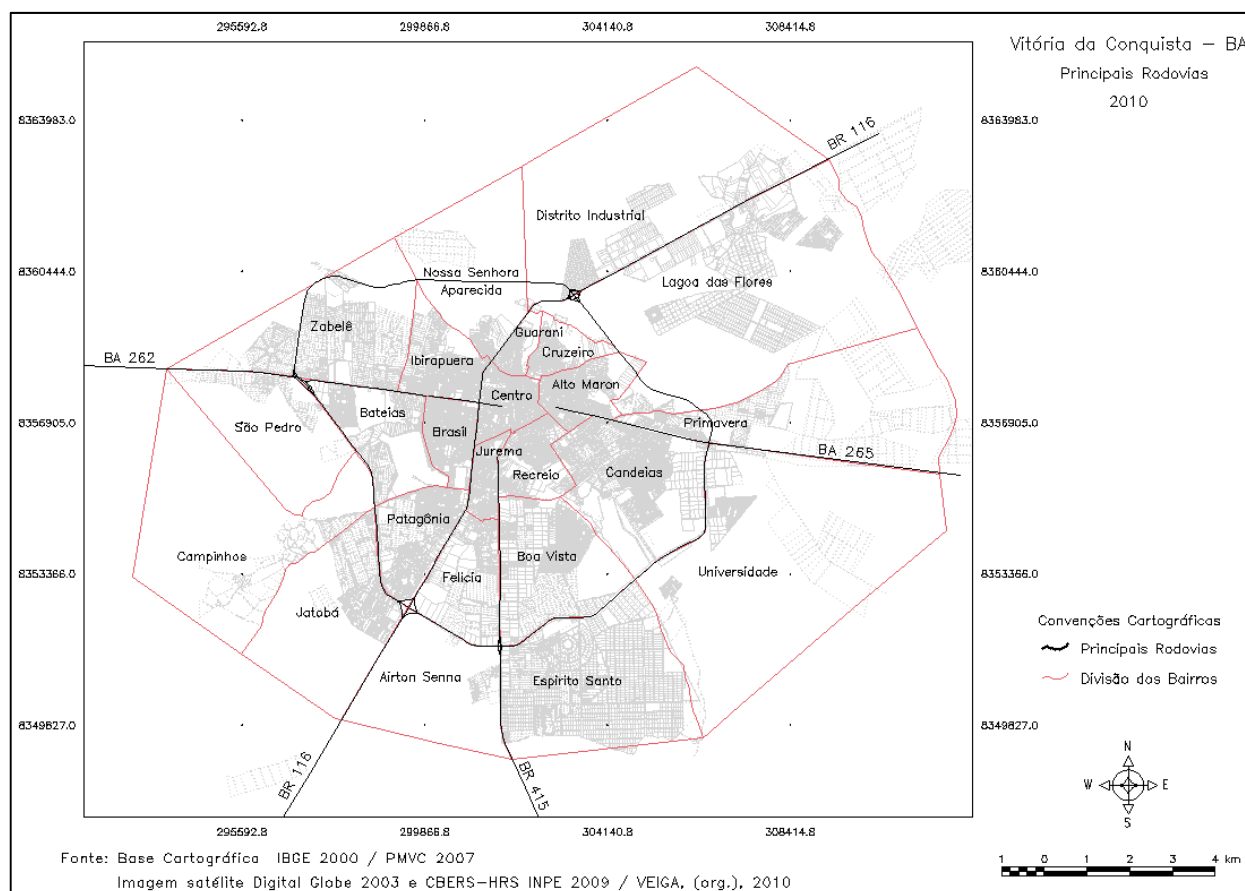 295592.8 299866.8 304140.8 308414.8
Vitória da Conquista – BA
Principais Rodovias
2010
8363983.0 8363983.0
BR 116
Distrito Industrial
8360444.0 8360444.0
Nossa Senhora
Aparecida
Lagoa das Flores
Zabelê
Guarani
Cruzeiro
Ibirapuera
BA 262
Alto Maron
Centro
Bateias
São Pedro
Primavera
8356905.0 8356905.0
Brasil
Jurema
BA 265
Recreio
Candeias
Patagônia
Campinhos
Boa Vista
8353366.0 8353366.0
Felícia
Universidade
Jatobá
Convenções Cartográficas
Principais Rodovias
Airton Senna
Espirito Santo
Divisão dos Bairros
8349827.0 8349827.0
BR 116
BR 415
N
W E
S
295592.8 299866.8 304140.8 308414.8
Fonte: Base Cartográfica IBGE 2000 / PMVC 2007
1 0 1 2 3 4 km
Imagem satélite Digital Globe 2003 e CBERS–HRS INPE 2009 / VEIGA, (org.), 2010